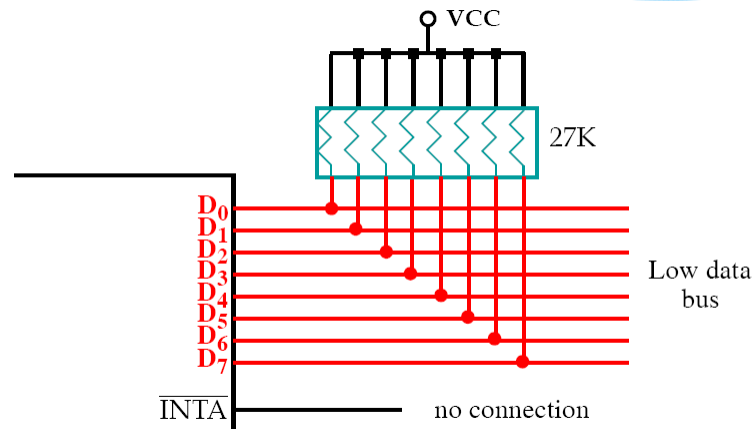 VCC
27K
D0
D1
D2
D3
D4
D5
D6
D7
Low data
bus
INTA
no connection